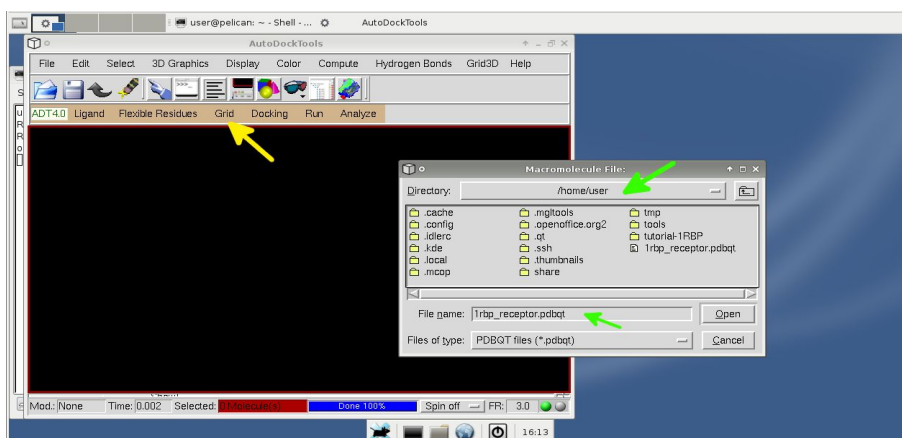 user@pelican: ~ - Shell - ... AutoDockTools
AutoDockTools
File Edit Select 3D Graphics Display Color Compute Hydrogen Bonds Grid3D Help
ADT4.0 Ligand Flexible Residues Grid Docking Run Analyze
Macromolecule File:
Directory: /home/user
.cache .mgltools tmp
.config .openoffice.org2 tools
.idlerc .qt tutorial-1RBP
.kde .ssh 1rbp_receptor.pdbqt
.local .thumbnails
.mcop share
File name: 1rbp_receptor.pdbqt Open
Files of type: PDBQT files (*.pdbqt) Cancel
Mod.: None Time: 0.002 Selected: 0 Molecule(s) Done 100% Spin off FR: 3.0
16:13